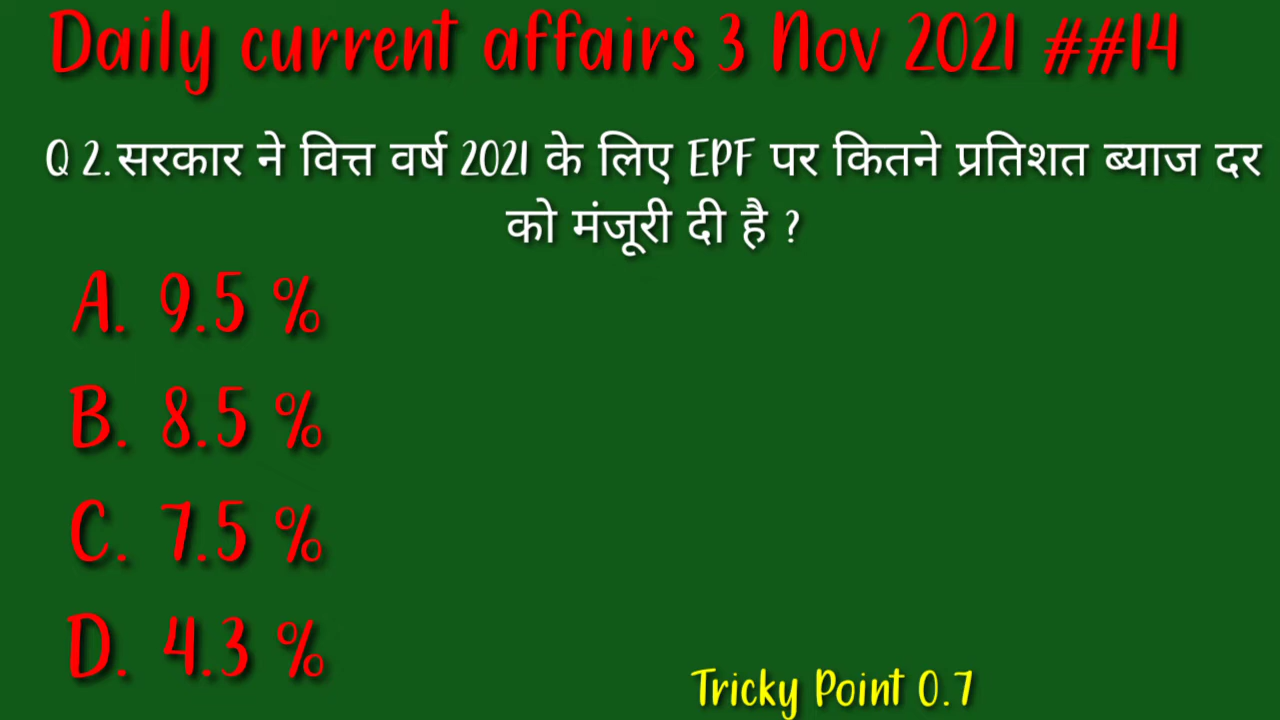 Daily current affairs 3 Nov 2021 ##14
Q 2. सरकार ने वित्त वर्ष 2021 के लिए EPF पर कितने प्रतिशत ब्याज दर
को मंजूरी दी है ?
A. 9.5 %
B. 8.5 %
C. 7.5 %
D. 4.3 %
Tricky Point 0.7